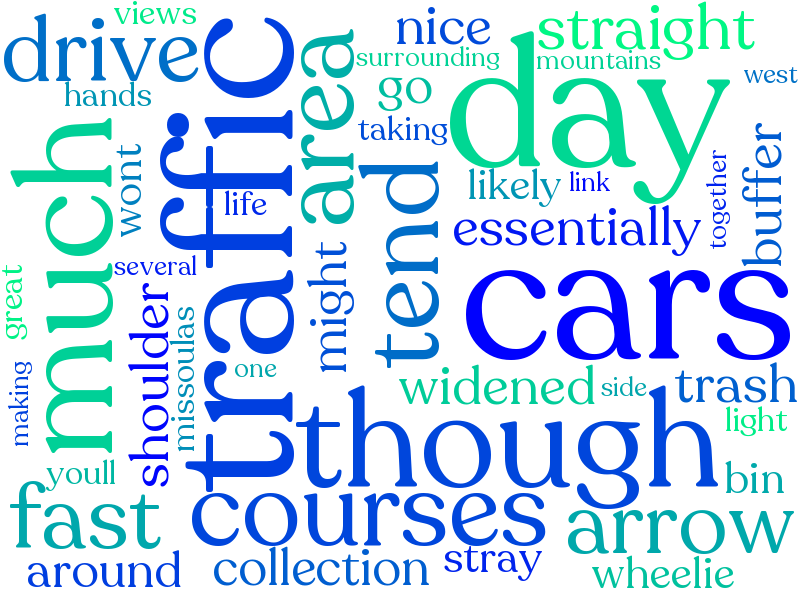 views
nice
straight
drive
surrounding
mountains
west
hands
go
day
traffic
area
taking
much
wont
life
tend
likely
link
together
buffer
essentially
several
great
might
cars
shoulder
missoulas
one
making
widened
side
trash
though
light
youll
bin
fast
courses
arrow
around
collection
stray
wheelie